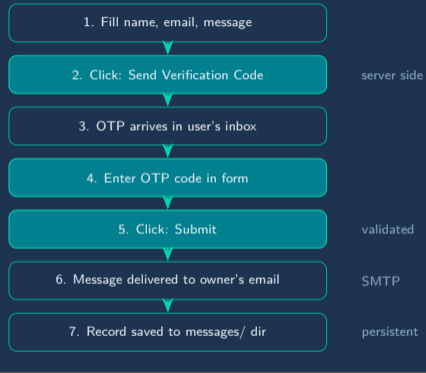 1. Fill name, email, message
2. Click: Send Verification Code
server side
3. OTP arrives in user's inbox
4. Enter OTP code in form
5. Click: Submit
validated
6. Message delivered to owner's email
SMTP
7. Record saved to messages/ dir
persistent